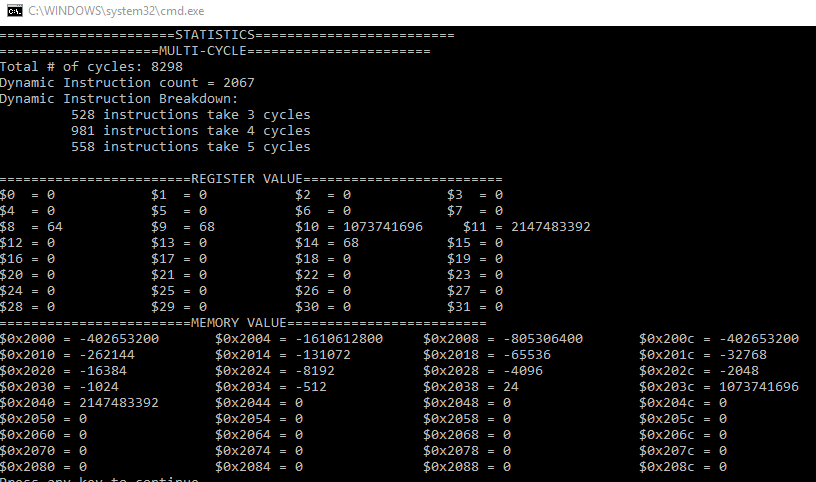 C:\WINDOWS\system32\cmd.exe
======================STATISTICS=========================
====================MULTI-CYCLE=======================
Total # of cycles: 8298
Dynamic Instruction count = 2067
Dynamic Instruction Breakdown:
528 instructions take 3 cycles
981 instructions take 4 cycles
558 instructions take 5 cycles
========================REGISTER VALUE=========================
$0 = 0 $1 = 0 $2 = 0 $3 = 0
$4 = 0 $5 = 0 $6 = 0 $7 = 0
$8 = 64 $9 = 68 $10 = 1073741696 $11 = 2147483392
$12 = 0 $13 = 0 $14 = 68 $15 = 0
$16 = 0 $17 = 0 $18 = 0 $19 = 0
$20 = 0 $21 = 0 $22 = 0 $23 = 0
$24 = 0 $25 = 0 $26 = 0 $27 = 0
$28 = 0 $29 = 0 $30 = 0 $31 = 0
========================MEMORY VALUE=========================
$0x2000 = -402653200 $0x2004 = -1610612800 $0x2008 = -805306400 $0x200c = -402653200
$0x2010 = -262144 $0x2014 = -131072 $0x2018 = -65536 $0x201c = -32768
$0x2020 = -16384 $0x2024 = -8192 $0x2028 = -4096 $0x202c = -2048
$0x2030 = -1024 $0x2034 = -512 $0x2038 = 24 $0x203c = 1073741696
$0x2040 = 2147483392 $0x2044 = 0 $0x2048 = 0 $0x204c = 0
$0x2050 = 0 $0x2054 = 0 $0x2058 = 0 $0x205c = 0
$0x2060 = 0 $0x2064 = 0 $0x2068 = 0 $0x206c = 0
$0x2070 = 0 $0x2074 = 0 $0x2078 = 0 $0x207c = 0
$0x2080 = 0 $0x2084 = 0 $0x2088 = 0 $0x208c = 0
Press any key to continue